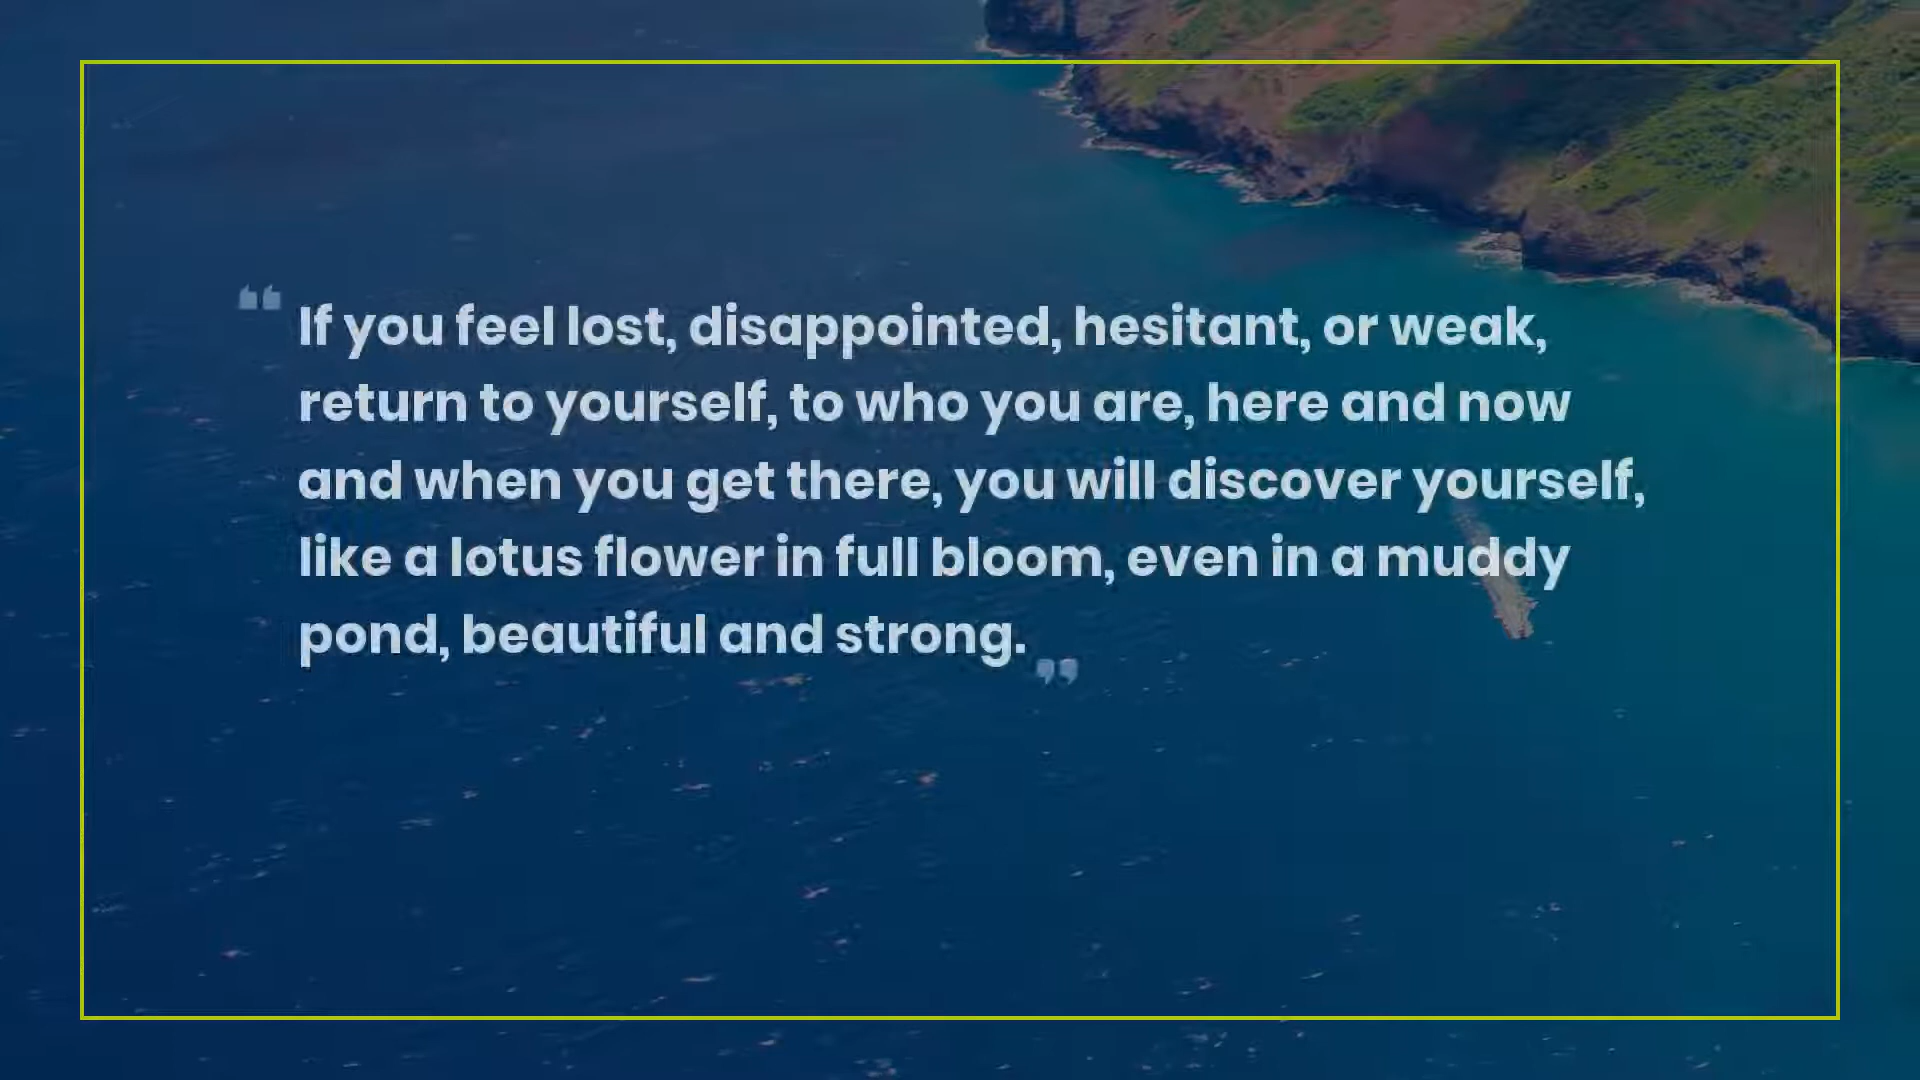 “ If you feel lost, disappointed, hesitant, or weak,
return to yourself, to who you are, here and now
and when you get there, you will discover yourself,
like a lotus flower in full bloom, even in a muddy
pond, beautiful and strong. ”